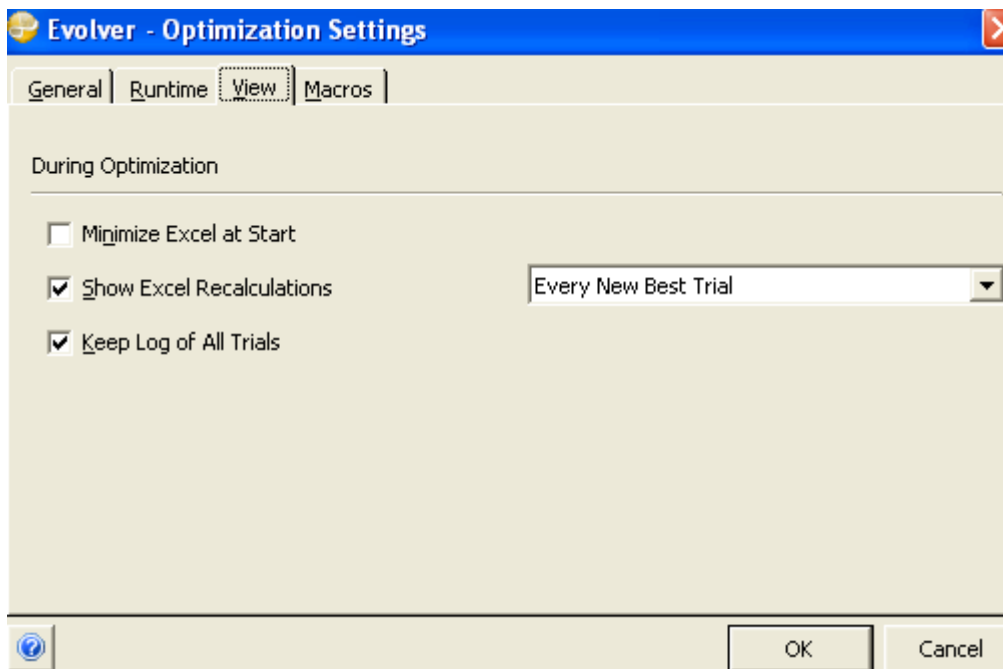 Evolver - Optimization Settings
General Runtime View Macros
During Optimization
Minimize Excel at Start
Show Excel Recalculations Every New Best Trial
Keep Log of All Trials
OK Cancel